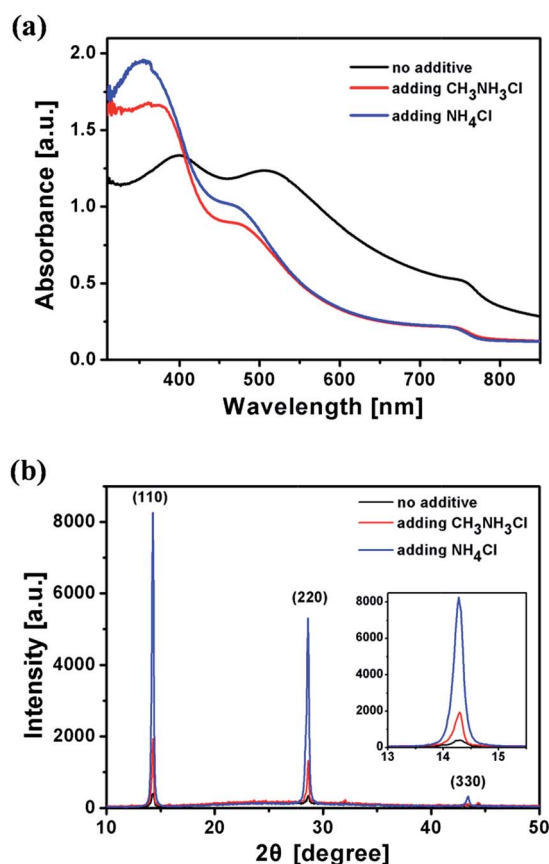 (a)
2.0
1.5
1.0
0.5
0.0
Absorbance [a.u.]
no additive
adding CH₃NH₃Cl
adding NH₄Cl
400 500 600 700 800
Wavelength [nm]
(b)
8000
6000
4000
2000
0
Intensity [a.u.]
(110)
(220)
(330)
no additive
adding CH₃NH₃Cl
adding NH₄Cl
8000
6000
4000
2000
0
13 14 15
10 20 30 40 50
2θ [degree]